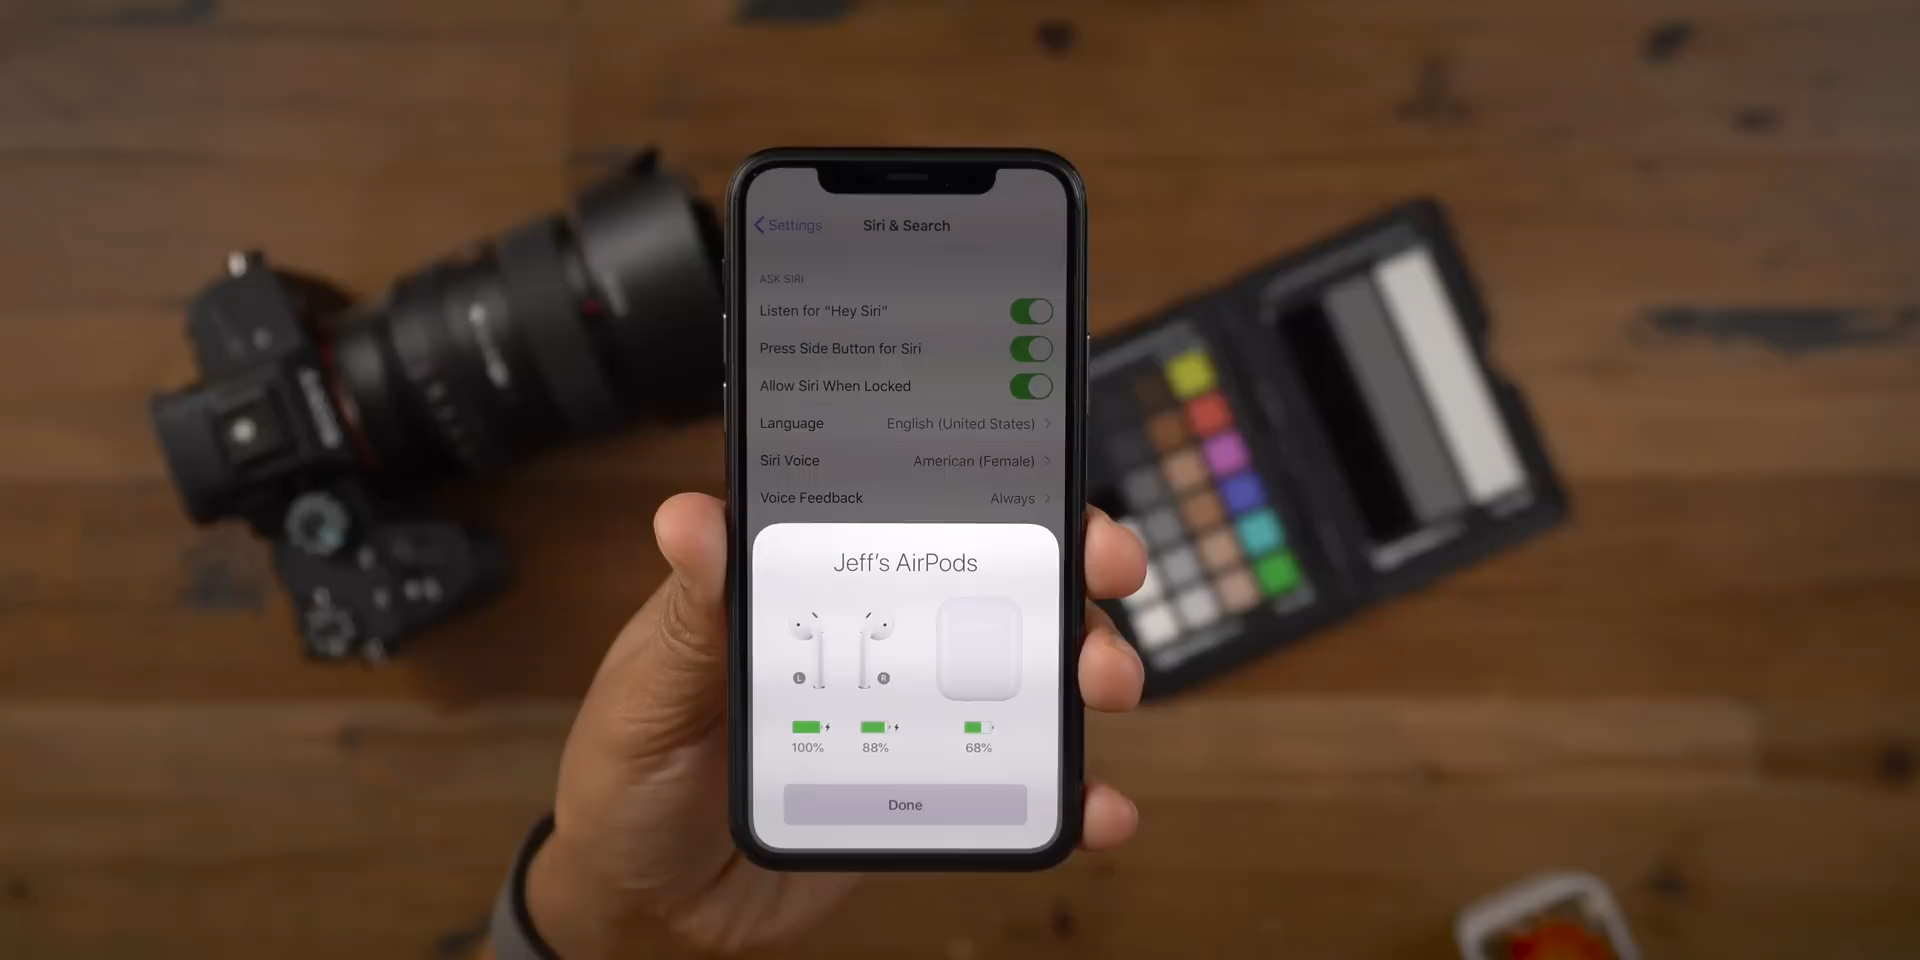 Settings
Siri & Search
ASK SIRI
Listen for “Hey Siri”
Press Side Button for Siri
Allow Siri When Locked
Language English (United States)
Siri Voice American (Female)
Voice Feedback Always
Jeff’s AirPods
L R
100% 88% 68%
Done